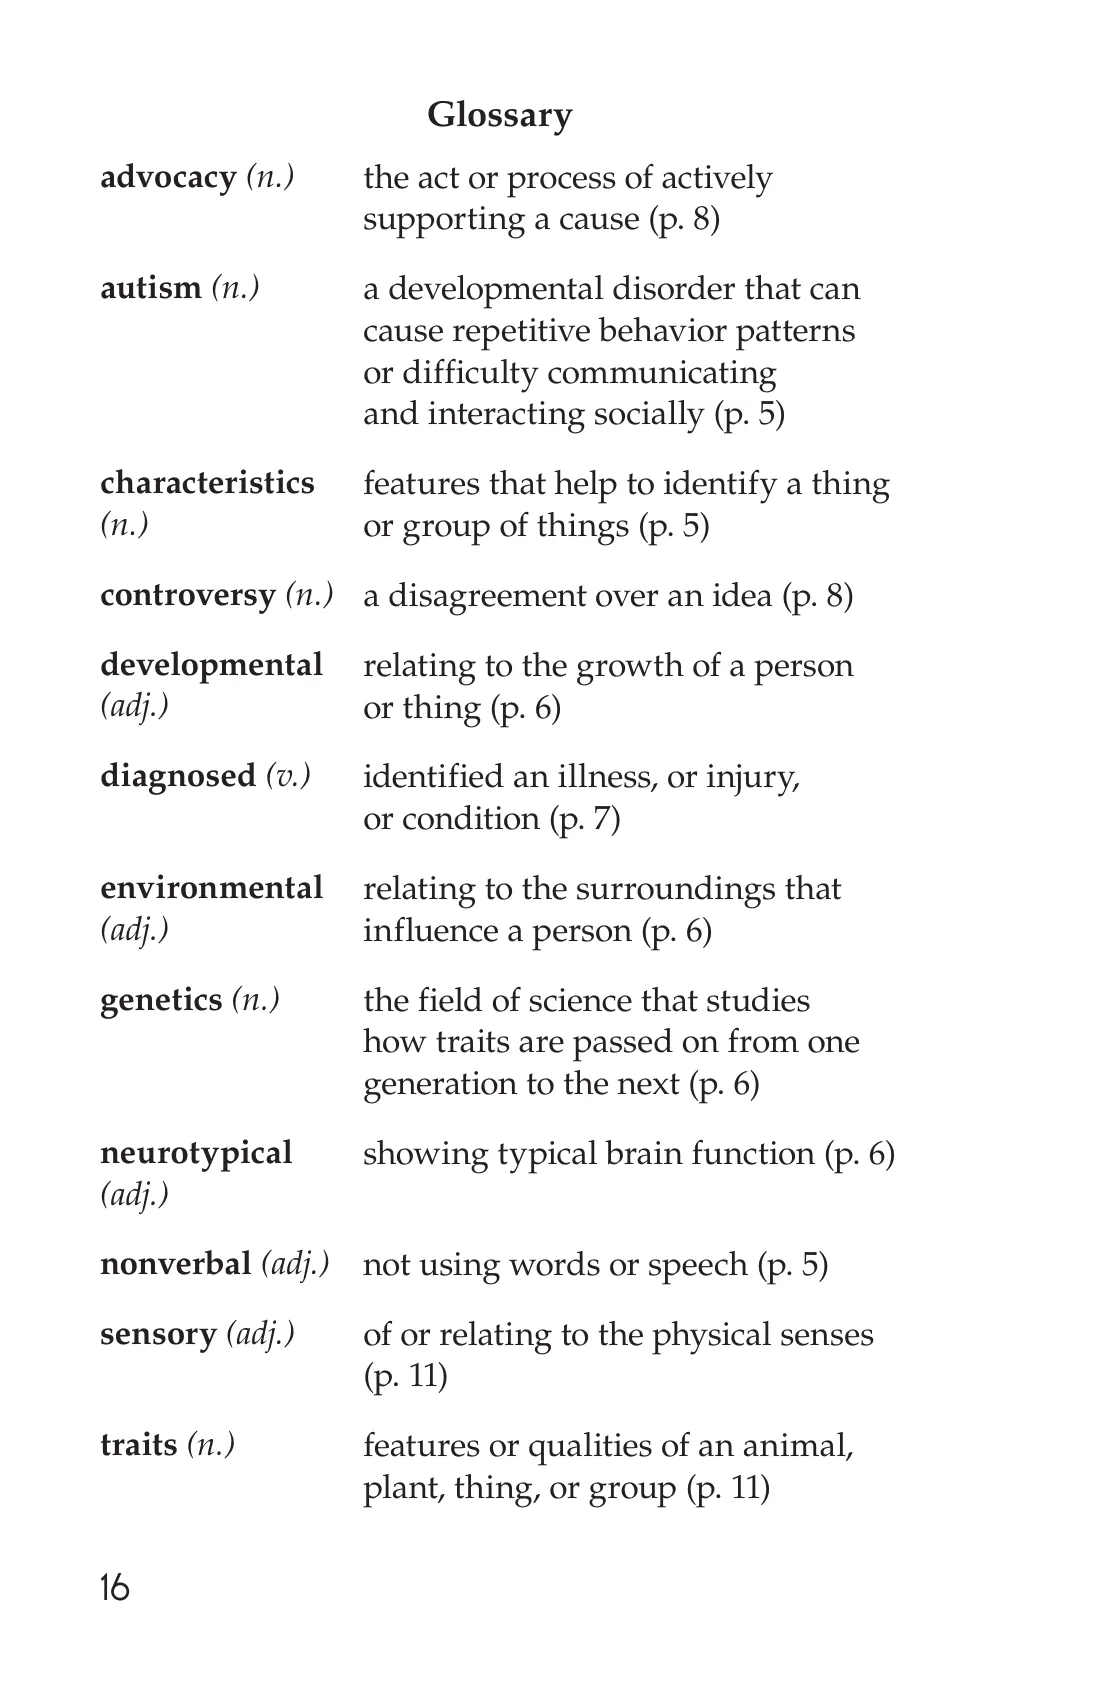 Glossary
advocacy (n.) the act or process of actively
supporting a cause (p. 8)
autism (n.) a developmental disorder that can
cause repetitive behavior patterns
or difficulty communicating
and interacting socially (p. 5)
characteristics features that help to identify a thing
(n.) or group of things (p. 5)
controversy (n.) a disagreement over an idea (p. 8)
developmental relating to the growth of a person
(adj.) or thing (p. 6)
diagnosed (v.) identified an illness, or injury,
or condition (p. 7)
environmental relating to the surroundings that
(adj.) influence a person (p. 6)
genetics (n.) the field of science that studies
how traits are passed on from one
generation to the next (p. 6)
neurotypical showing typical brain function (p. 6)
(adj.)
nonverbal (adj.) not using words or speech (p. 5)
sensory (adj.) of or relating to the physical senses
(p. 11)
traits (n.) features or qualities of an animal,
plant, thing, or group (p. 11)
16